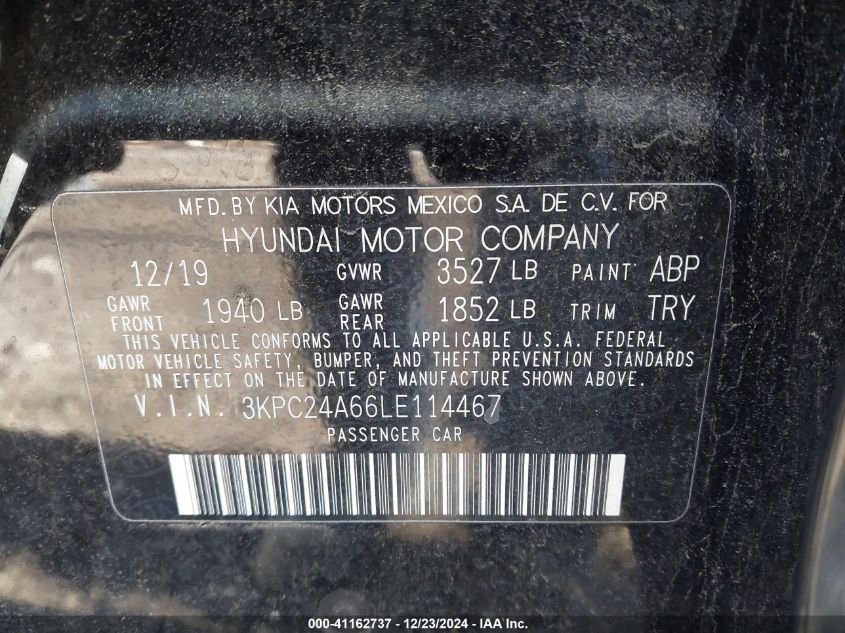 MFD. BY KIA MOTORS MEXICO S.A. DE C.V. FOR
HYUNDAI MOTOR COMPANY
12/19 GVWR 3527 LB PAINT ABP
GAWR FRONT 1940 LB GAWR REAR 1852 LB TRIM TRY
THIS VEHICLE CONFORMS TO ALL APPLICABLE U.S.A. FEDERAL
MOTOR VEHICLE SAFETY, BUMPER, AND THEFT PREVENTION STANDARDS
IN EFFECT ON THE DATE OF MANUFACTURE SHOWN ABOVE.
V.I.N. 3KPC24A66LE114467
PASSENGER CAR
000-41162737 - 12/23/2024 - IAA Inc.